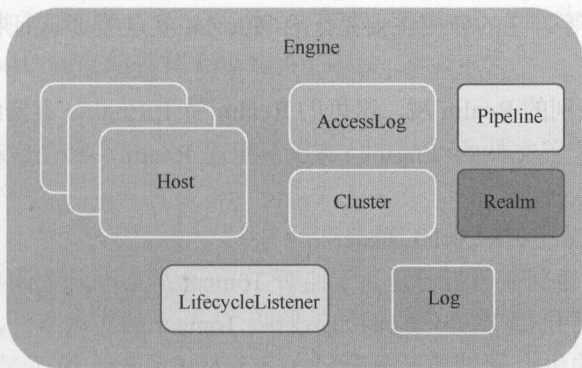 Engine
AccessLog
Pipeline
Host
Cluster
Realm
LifecycleListener
Log